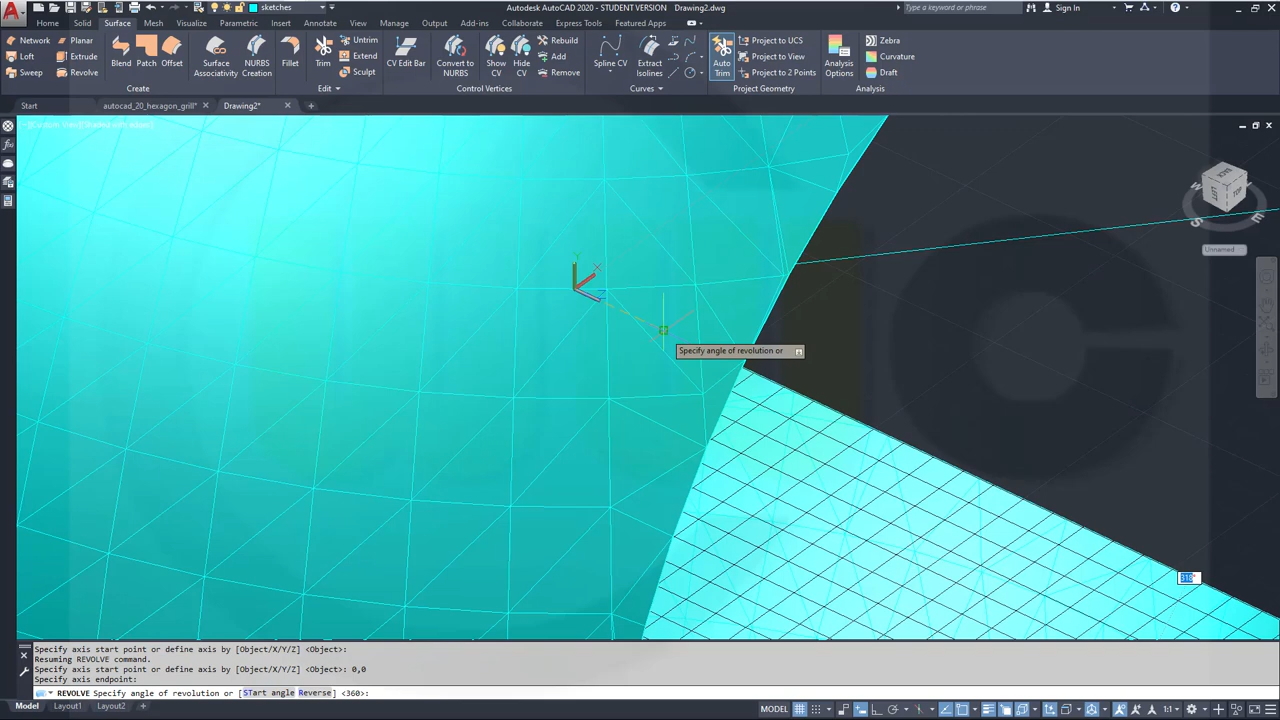 sketches
Autodesk AutoCAD 2020 - STUDENT VERSION Drawing2.dwg
Type a keyword or phrase
Sign In
Home Solid Surface Mesh Visualize Parametric Insert Annotate View Manage Output Add-ins Collaborate Express Tools Featured Apps
Network Planar
Loft Extrude
Sweep Revolve
Blend Patch Offset
Surface Associativity
NURBS Creation
Fillet Trim
Untrim
Extend
Sculpt
CV Edit Bar
Convert to NURBS
Show CV
Hide CV
Rebuild
Add
Remove
Spline CV
Extract Isolines
Auto Trim
Project to UCS
Project to View
Project to 2 Points
Analysis Options
Zebra
Curvature
Draft
Create Edit Control Vertices Curves Project Geometry Analysis
Start autocad_20_hexagon_grill* Drawing2*
BACK
LEFT
TOP
W
S
E
Unnamed
Y
X
Z
Specify angle of revolution or
Specify axis start point or define axis by [Object/X/Y/Z] <Object>:
Resuming REVOLVE command.
Specify axis start point or define axis by [Object/X/Y/Z] <Object>: 0,0
Specify axis endpoint:
REVOLVE Specify angle of revolution or [STart angle Reverse] <360>:
Model Layout1 Layout2
MODEL 1:1